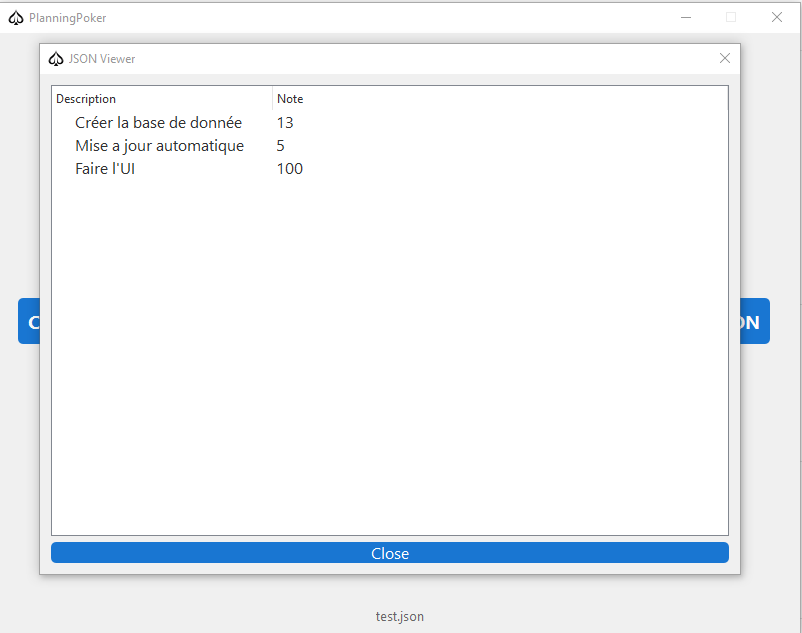 PlanningPoker
JSON Viewer
Description Note
Créer la base de donnée 13
Mise a jour automatique 5
Faire l'UI 100
Close
test.json